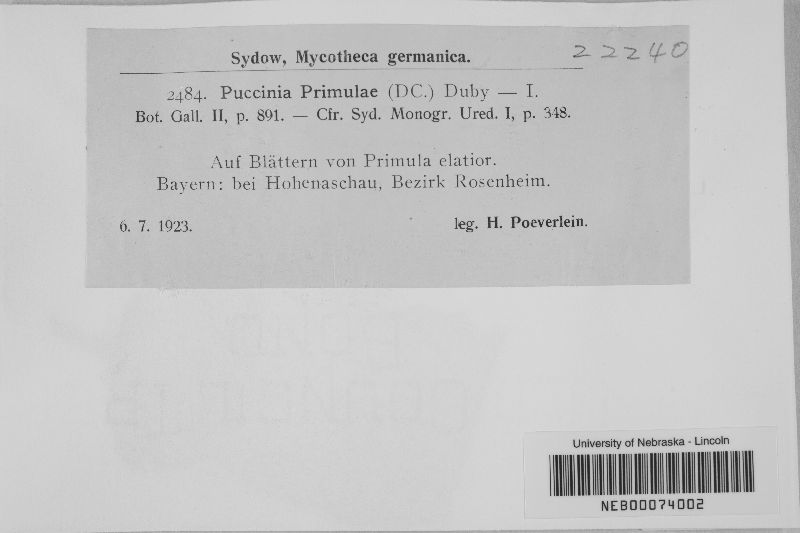 Sydow, Mycotheca germanica.
22240
2484. Puccinia Primulae (DC.) Duby — I.
Bot. Gall. II, p. 891. — Cfr. Syd. Monogr. Ured. I, p. 348.
Auf Blättern von Primula elatior.
Bayern: bei Hohenaschau, Bezirk Rosenheim.
6. 7. 1923. leg. H. Poeverlein.
University of Nebraska - Lincoln
NEB00074002